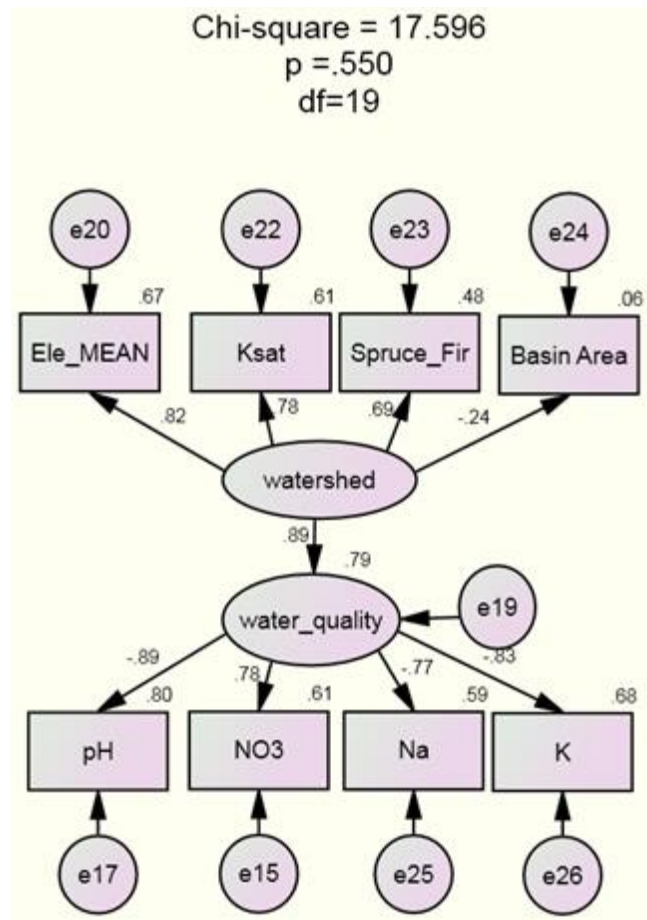 Chi-square = 17.596
p =.550
df=19
e20 e22 e23 e24
.67 .61 .48 .06
Ele_MEAN Ksat Spruce_Fir Basin Area
.82 .78 .69 -.24
watershed
.89
.79
water_quality e19
-.89 .78 -.77 -.83
.80 .61 .59 .68
pH NO3 Na K
e17 e15 e25 e26